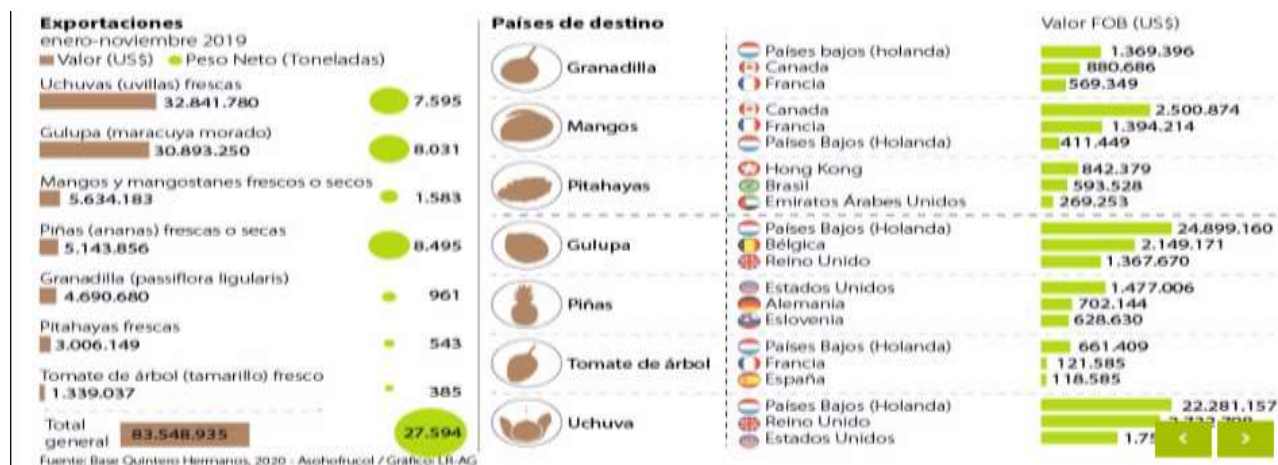 Exportaciones
enero-noviembre 2019
Valor (US$) Peso Neto (Toneladas)
Uchuvas (uvillas) frescas
32.841.780 7.595
Gulupa (maracuya morado)
30.893.250 8.031
Mangos y mangostanes frescos o secos
5.634.183 1.583
Piñas (ananas) frescas o secas
5.143.856 8.495
Granadilla (passiflora ligularis)
4.690.680 961
Pitahayas frescas
3.006.149 543
Tomate de árbol (tamarillo) fresco
1.339.037 385
Total
general 83.548.935 27.594
Fuente: Base Quintero Hermanos, 2020 - Asohofrucol / Gráfico: LR-AG
Países de destino Valor FOB (US$)
Granadilla
Países bajos (holanda) 1.369.396
Canada 880.686
Francia 569.349
Mangos
Canada 2.500.874
Francia 1.394.214
Países Bajos (Holanda) 411.449
Pitahayas
Hong Kong 842.379
Brasil 593.528
Emiratos Árabes Unidos 269.253
Gulupa
Países Bajos (Holanda) 24.899.160
Bélgica 2.149.171
Reino Unido 1.367.670
Piñas
Estados Unidos 1.477.006
Alemania 702.144
Eslovenia 628.630
Tomate de árbol
Países Bajos (Holanda) 661.409
Francia 121.585
España 118.585
Uchuva
Países Bajos (Holanda) 22.281.157
Reino Unido
Estados Unidos